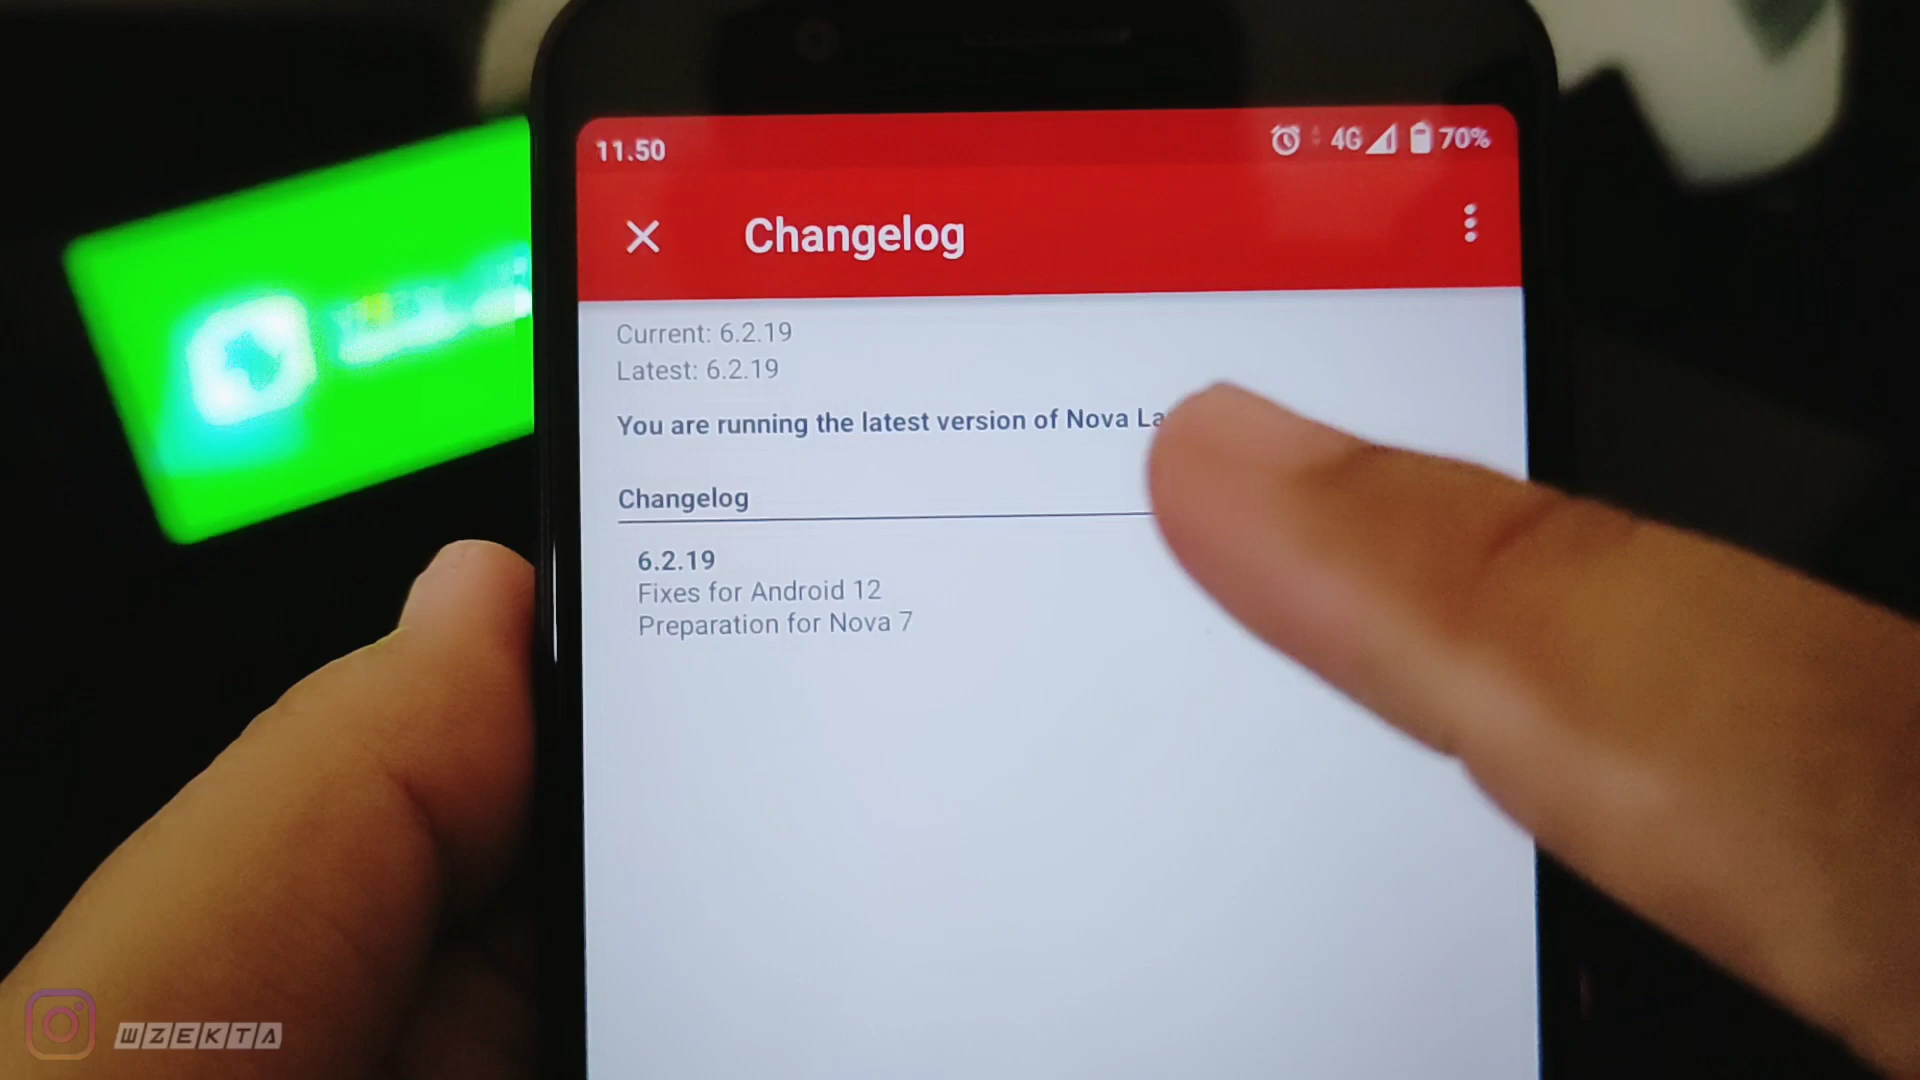 11.50
4G
70%
Changelog
Current: 6.2.19
Latest: 6.2.19
You are running the latest version of Nova
Changelog
6.2.19
Fixes for Android 12
Preparation for Nova 7
WZEKTA